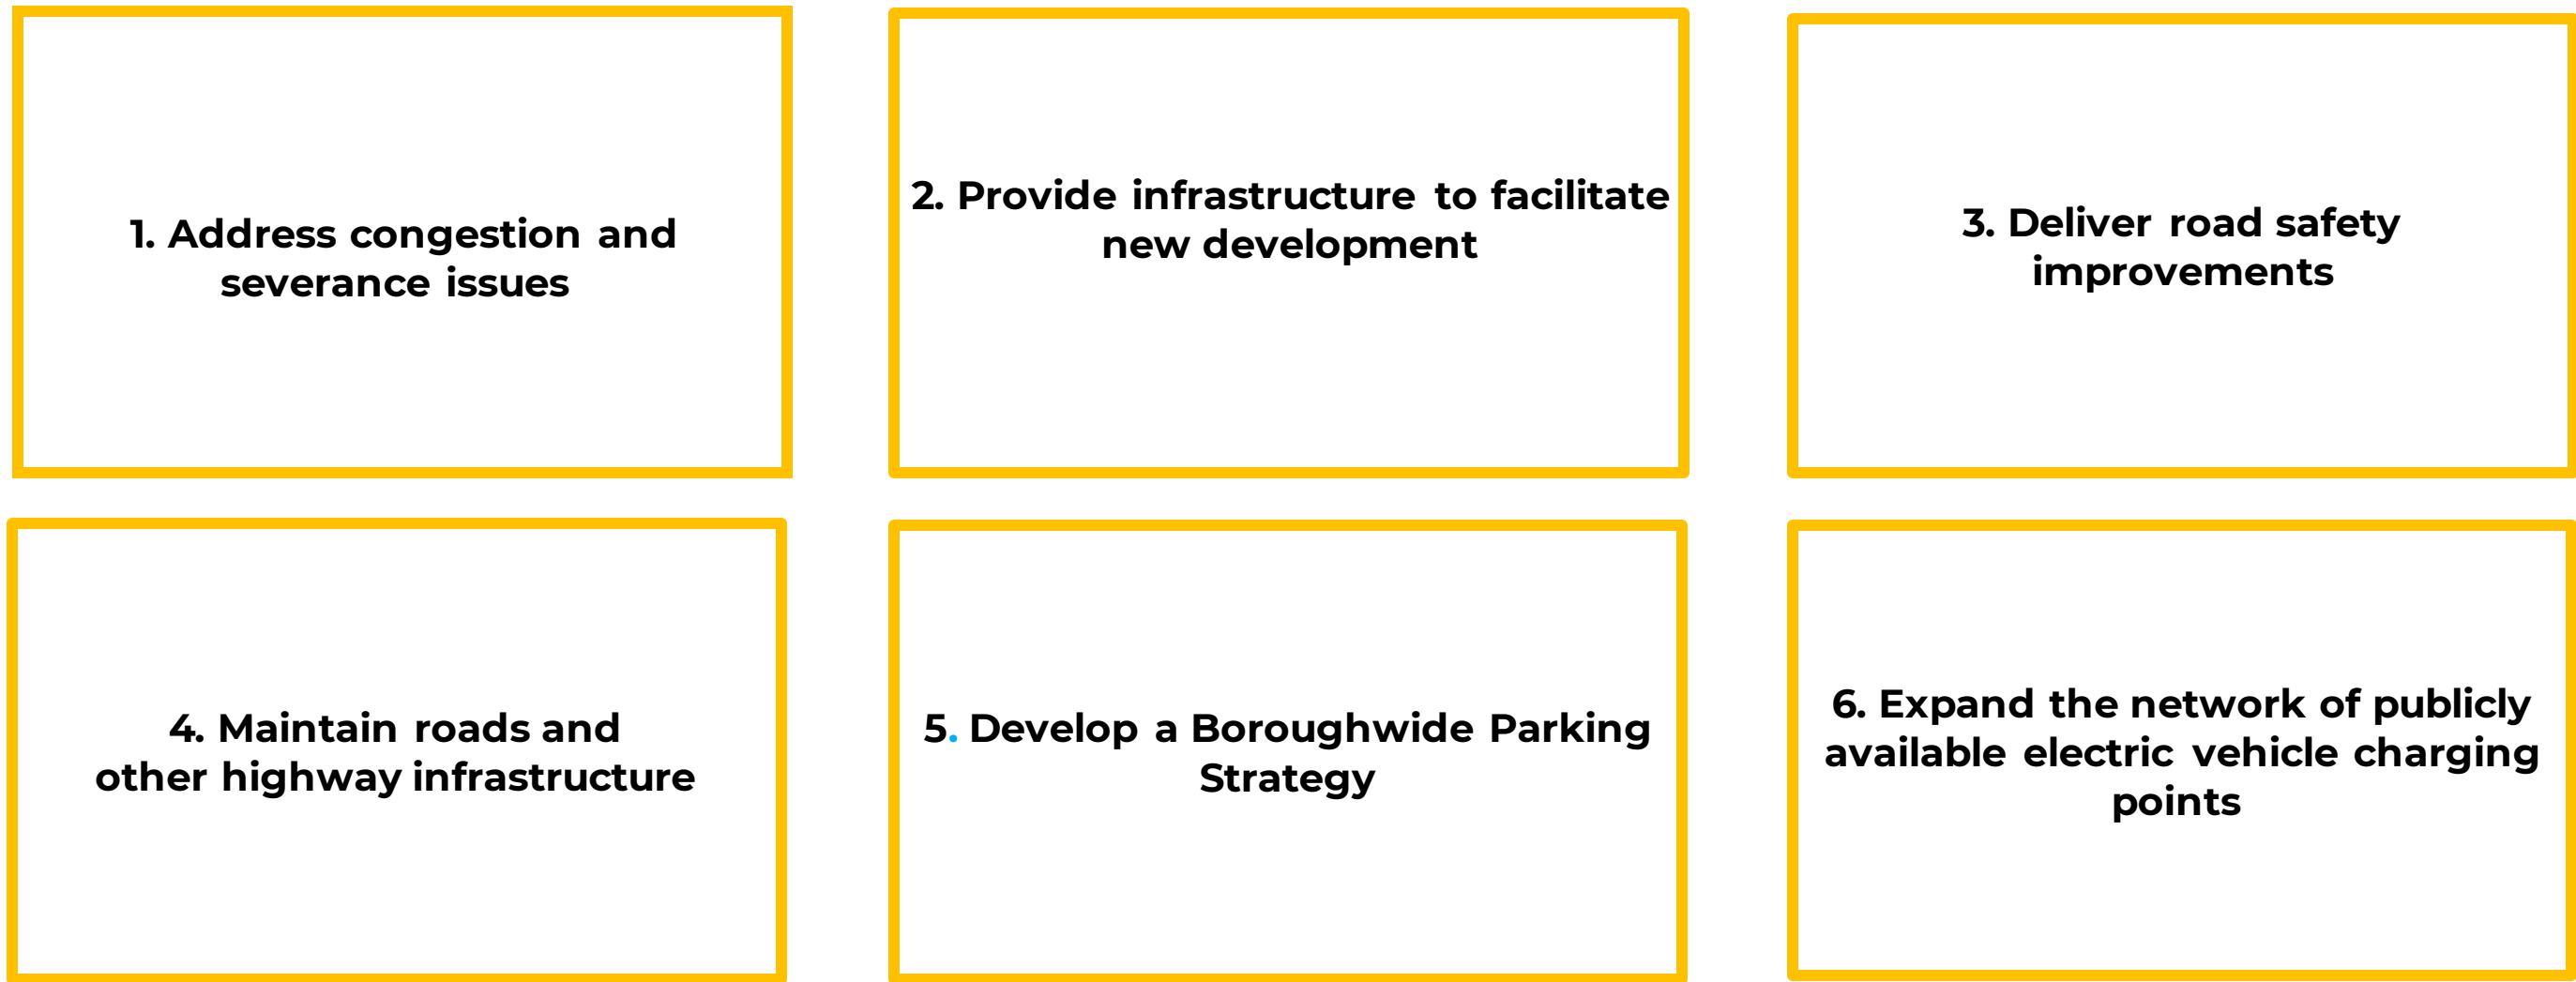 1. Address congestion and
severance issues
2. Provide infrastructure to facilitate
new development
3. Deliver road safety
improvements
4. Maintain roads and
other highway infrastructure
5. Develop a Boroughwide Parking
Strategy
6. Expand the network of publicly
available electric vehicle charging
points